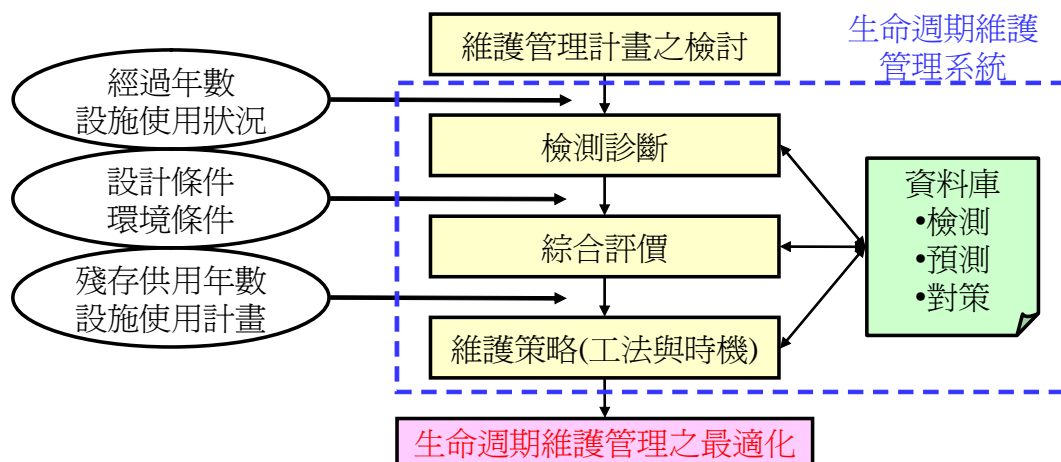 維護管理計畫之檢討
生命週期維護
管理系統
經過年數
設施使用狀況
檢測診斷
設計條件
環境條件
綜合評價
資料庫
•檢測
•預測
•對策
殘存供用年數
設施使用計畫
維護策略(工法與時機)
生命週期維護管理之最適化